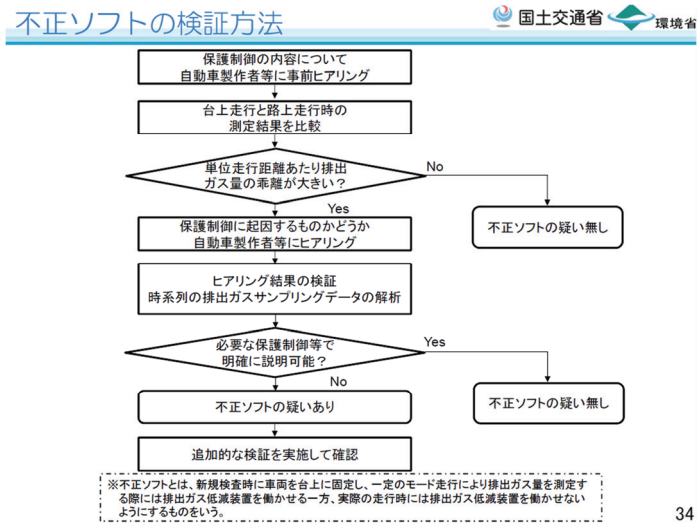 不正ソフトの検証方法
国土交通省
環境省
保護制御の内容について
自動車製作者等に事前ヒアリング
台上走行と路上走行時の
測定結果を比較
単位走行距離あたり排出
ガス量の乖離が大きい？
No
Yes
不正ソフトの疑い無し
保護制御に起因するものかどうか
自動車製作者等にヒアリング
ヒアリング結果の検証
時系列の排出ガスサンプリングデータの解析
必要な保護制御等で
明確に説明可能？
Yes
No
不正ソフトの疑いあり
不正ソフトの疑い無し
追加的な検証を実施して確認
※不正ソフトとは、新規検査時に車両を台上に固定し、一定のモード走行により排出ガス量を測定す
る際には排出ガス低減装置を働かせる一方、実際の走行時には排出ガス低減装置を働かせない
ようにするものをいう。
34